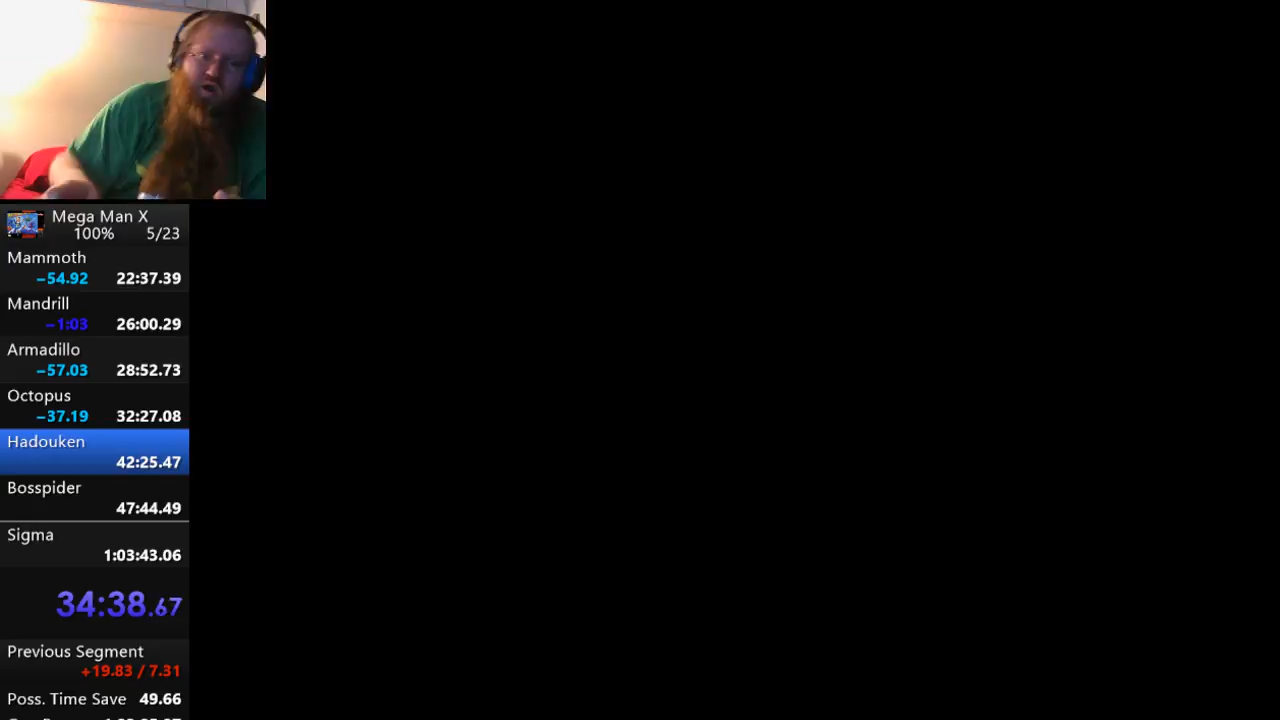 Mega Man X
100% 5/23
Mammoth
−54.92 22:37.39
Mandrill
−1:03 26:00.29
Armadillo
−57.03 28:52.73
Octopus
−37.19 32:27.08
Hadouken
42:25.47
Bosspider
47:44.49
Sigma
1:03:43.06
34:38.67
Previous Segment
+19.83 / 7.31
Poss. Time Save 49.66